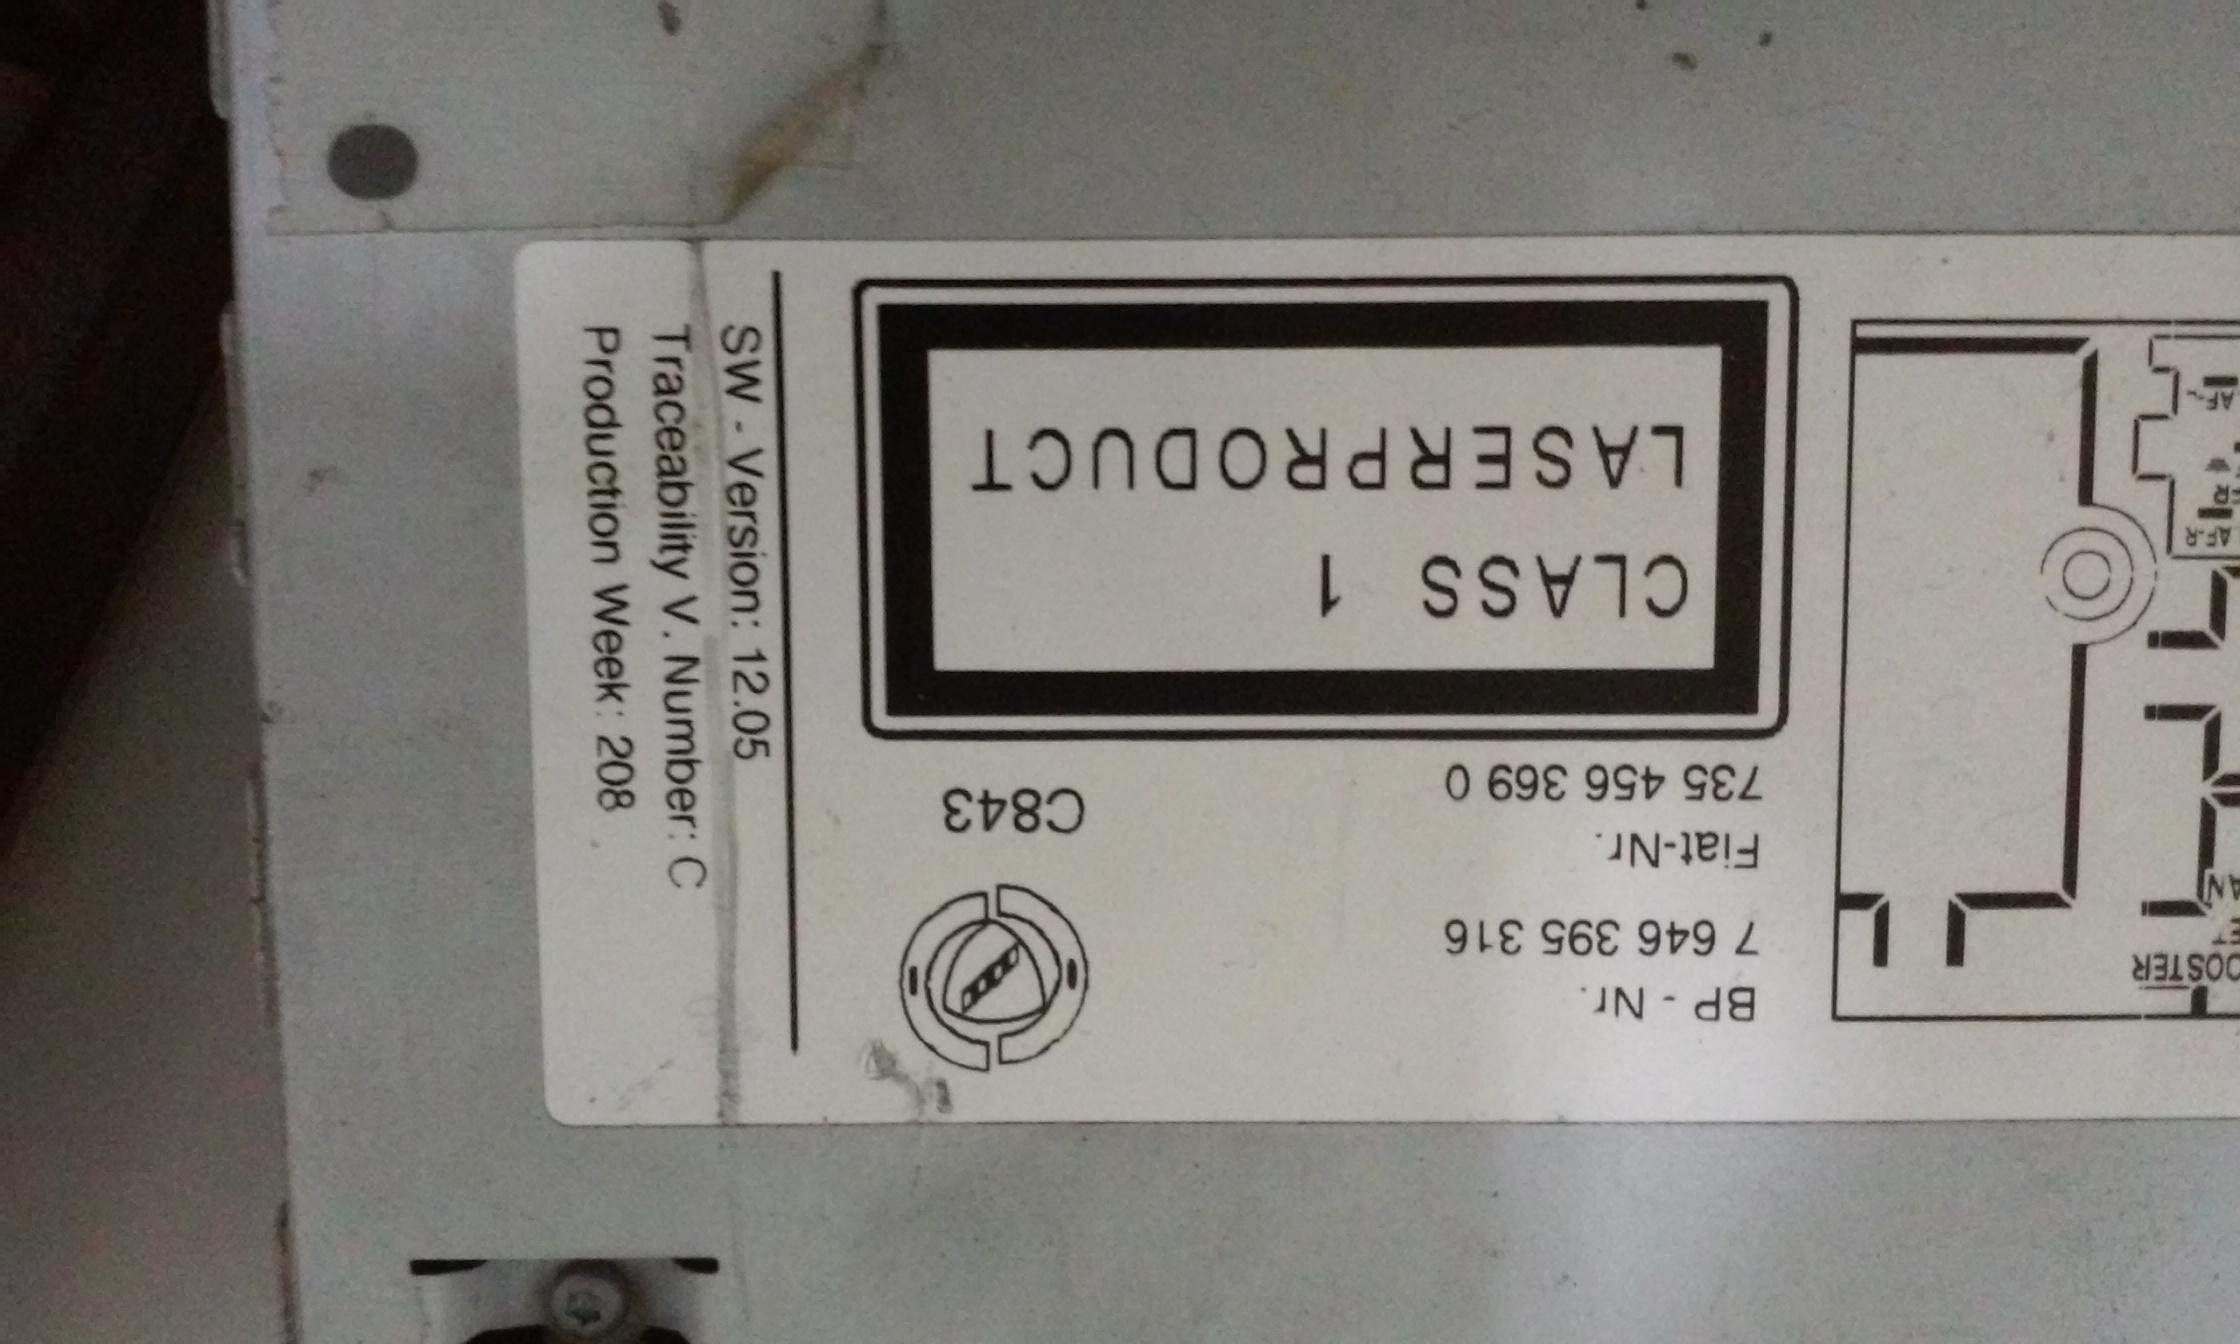 CLASS 1
LASERPRODUCT
BP - Nr.
7 646 395 316
Fiat-Nr.
735 456 369 0
C843
SW - Version: 12.05
Traceability V. Number: C
Production Week: 208
AF-R